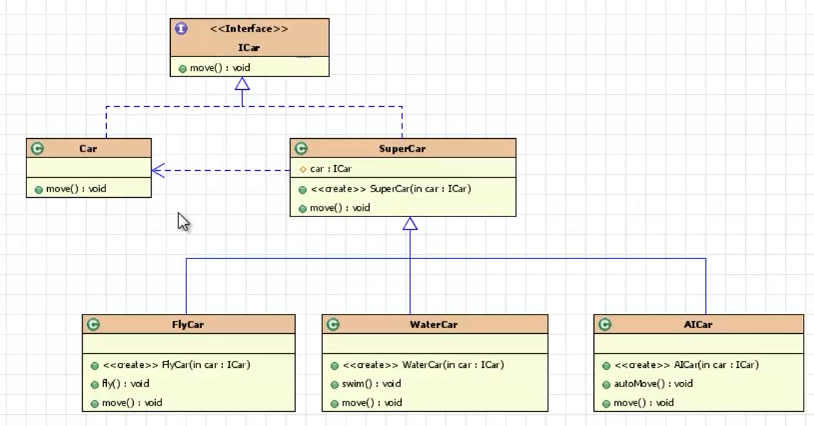 I
<<Interface>>
ICar
move() : void
C
Car
move() : void
C
SuperCar
car : ICar
<<create>> SuperCar(in car : ICar)
move() : void
C
FlyCar
<<create>> FlyCar(in car : ICar)
fly() : void
move() : void
C
WaterCar
<<create>> WaterCar(in car : ICar)
swim() : void
move() : void
C
AICar
<<create>> AICar(in car : ICar)
autoMove() : void
move() : void